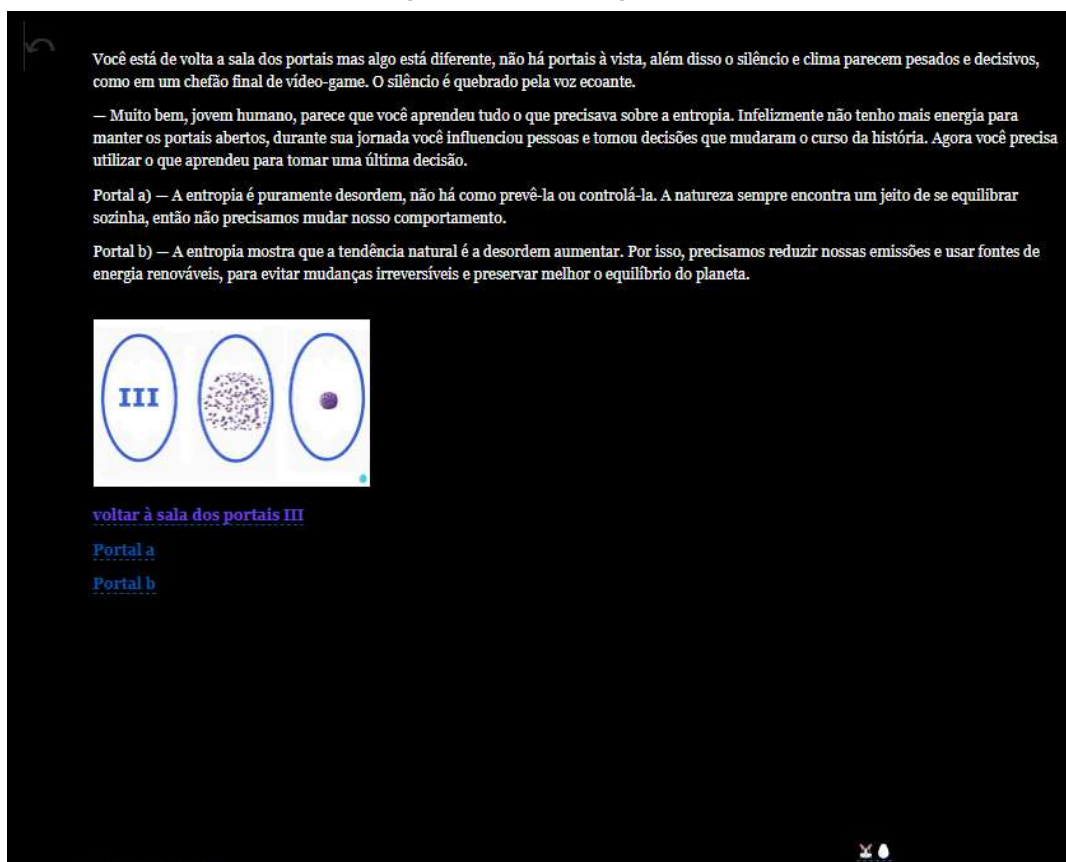 Você está de volta a sala dos portais mas algo está diferente, não há portais à vista, além disso o silêncio e clima parecem pesados e decisivos,
como em um chefão final de vídeo-game. O silêncio é quebrado pela voz ecoante.
— Muito bem, jovem humano, parece que você aprendeu tudo o que precisava sobre a entropia. Infelizmente não tenho mais energia para
manter os portais abertos, durante sua jornada você influenciou pessoas e tomou decisões que mudaram o curso da história. Agora você precisa
utilizar o que aprendeu para tomar uma última decisão.
Portal a) — A entropia é puramente desordem, não há como prevê-la ou controlá-la. A natureza sempre encontra um jeito de se equilibrar
sozinha, então não precisamos mudar nosso comportamento.
Portal b) — A entropia mostra que a tendência natural é a desordem aumentar. Por isso, precisamos reduzir nossas emissões e usar fontes de
energia renováveis, para evitar mudanças irreversíveis e preservar melhor o equilíbrio do planeta.
III
voltar à sala dos portais III
Portal a
Portal b